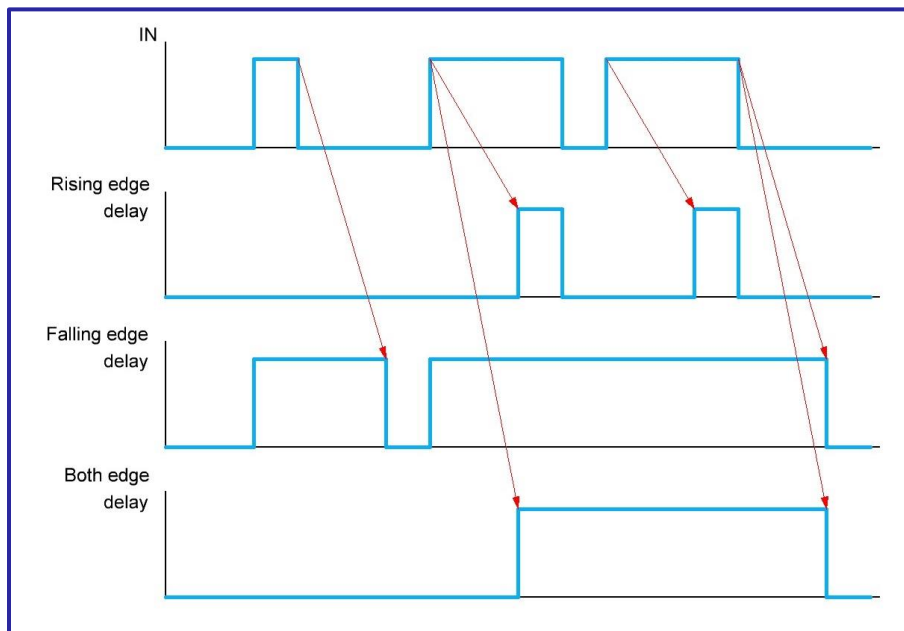 IN
Rising edge
delay
Falling edge
delay
Both edge
delay